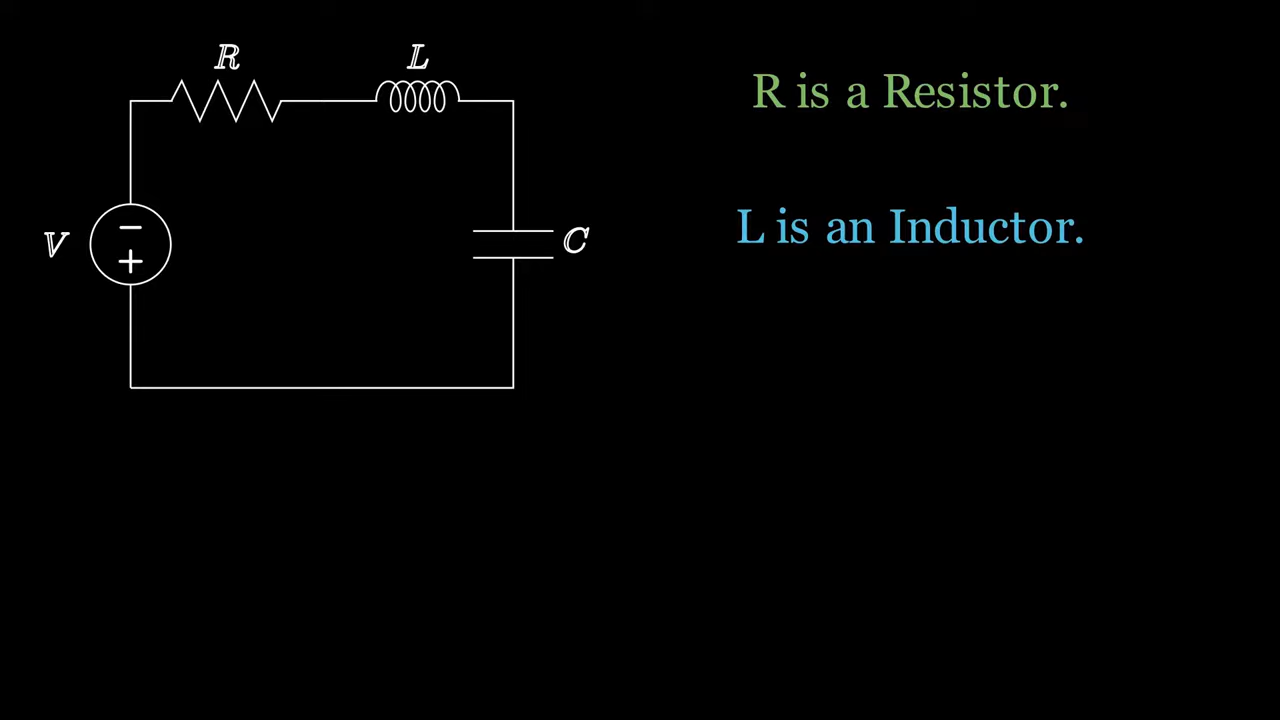 R L
R is a Resistor.
V
−
+
C
L is an Inductor.